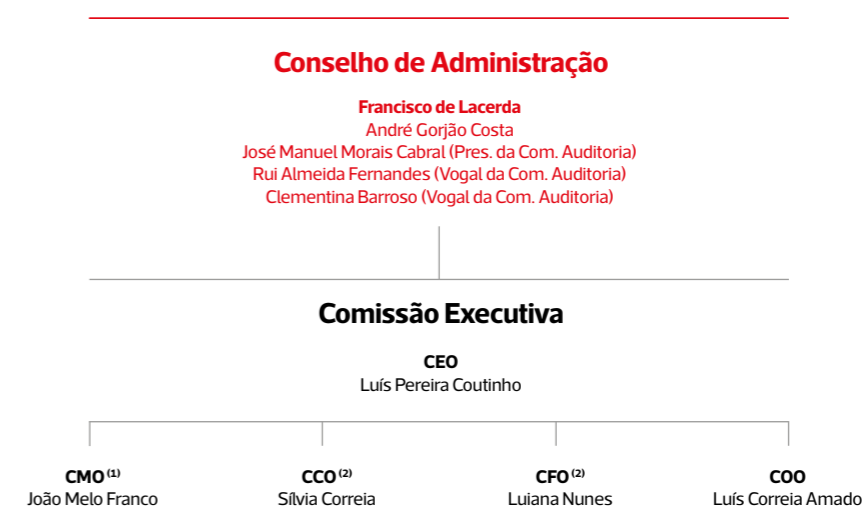 Conselho de Administração
Francisco de Lacerda
André Gorjão Costa
José Manuel Morais Cabral (Pres. da Com. Auditoria)
Rui Almeida Fernandes (Vogal da Com. Auditoria)
Clementina Barroso (Vogal da Com. Auditoria)
Comissão Executiva
CEO
Luís Pereira Coutinho
CMO (1)
João Melo Franco
CCO (2)
Sílvia Correia
CFO (2)
Luiana Nunes
COO
Luís Correia Amado